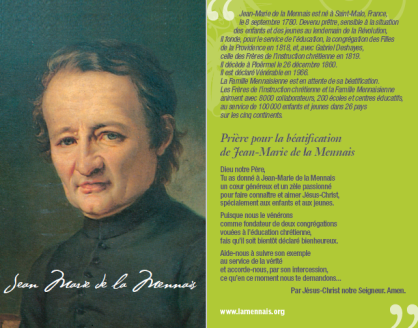 Jean Marie de la Mennais
Jean-Marie de la Mennais est né à Saint-Malo, France,
le 8 septembre 1780. Devenu prêtre, sensible à la situation
des enfants et des jeunes au lendemain de la Révolution,
il fonde, pour le service de l'éducation, la congrégation des Filles
de la Providence en 1818, et, avec Gabriel Deshayes,
celle des Frères de l'instruction chrétienne en 1819.
Il décède à Ploërmel le 26 décembre 1860.
Il est déclaré Vénérable en 1966.
La Famille Mennaisienne est en attente de sa béatification.
Les Frères de l'instruction chrétienne et la Famille Mennaisienne
animent avec 8000 collaborateurs, 200 écoles et centres éducatifs,
au service de 100 000 enfants et jeunes dans 26 pays
sur les cinq continents.
Prière pour la béatification
de Jean-Marie de la Mennais
Dieu notre Père,
Tu as donné à Jean-Marie de la Mennais
un cœur généreux et un zèle passionné
pour faire connaître et aimer Jésus-Christ,
spécialement aux enfants et aux jeunes.
Puisque nous le vénérons
comme fondateur de deux congrégations
vouées à l'éducation chrétienne,
fais qu'il soit bientôt déclaré bienheureux.
Aide-nous à suivre son exemple
au service de la vérité
et accorde-nous, par son intercession,
ce qu'en ce moment nous te demandons...
Par Jésus-Christ notre Seigneur. Amen.
www.lamennais.org